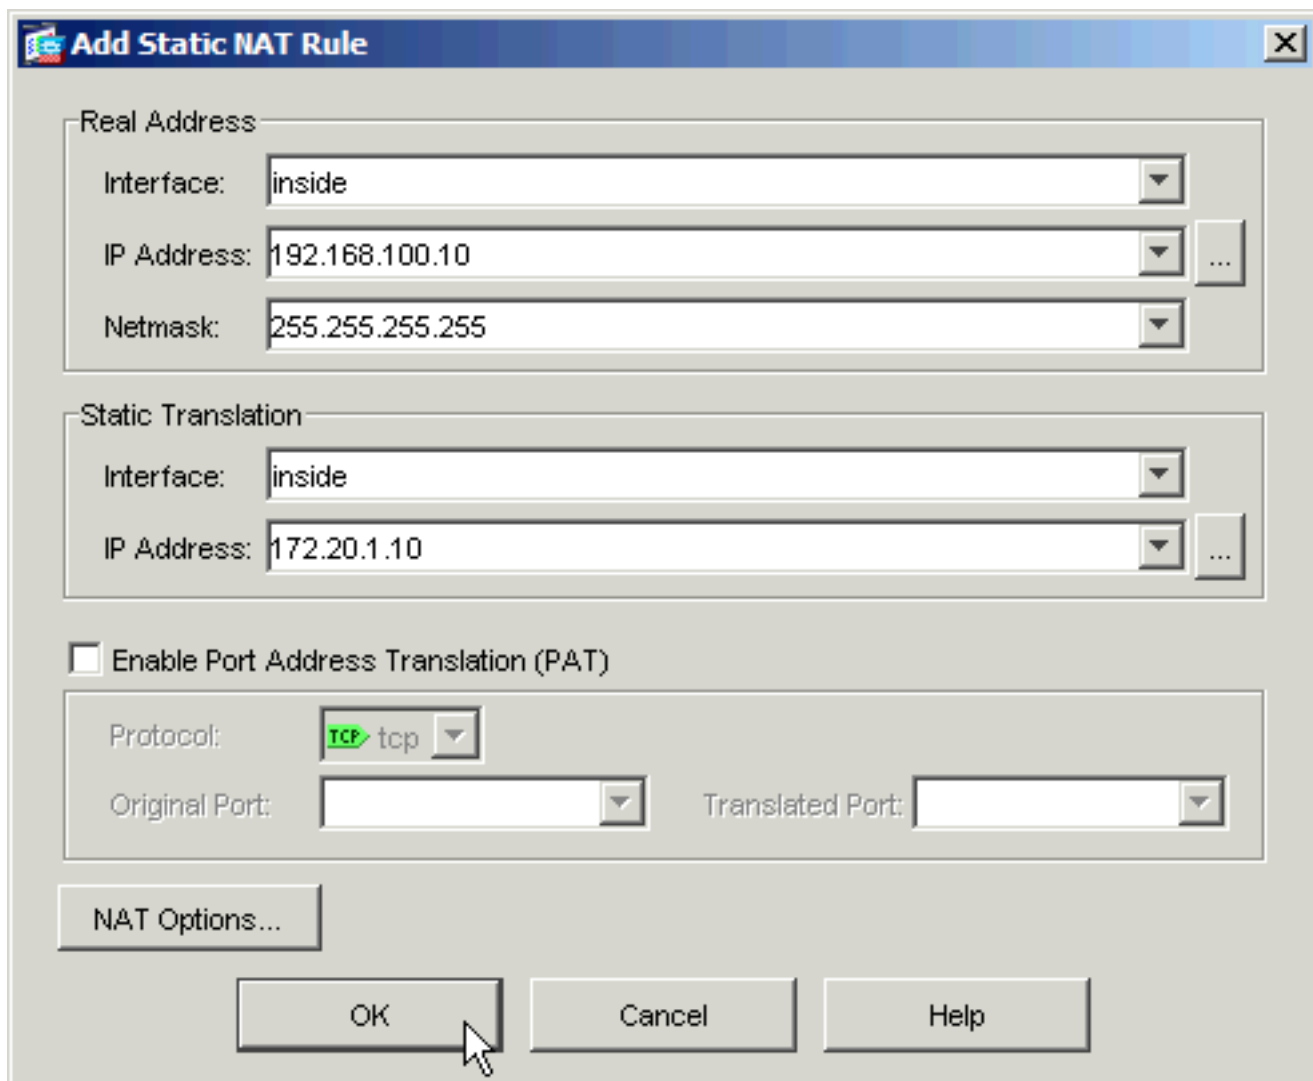 Add Static NAT Rule
Real Address
Interface: inside
IP Address: 192.168.100.10 ...
Netmask: 255.255.255.255
Static Translation
Interface: inside
IP Address: 172.20.1.10 ...
Enable Port Address Translation (PAT)
Protocol: TCP tcp
Original Port: Translated Port:
NAT Options...
OK Cancel Help